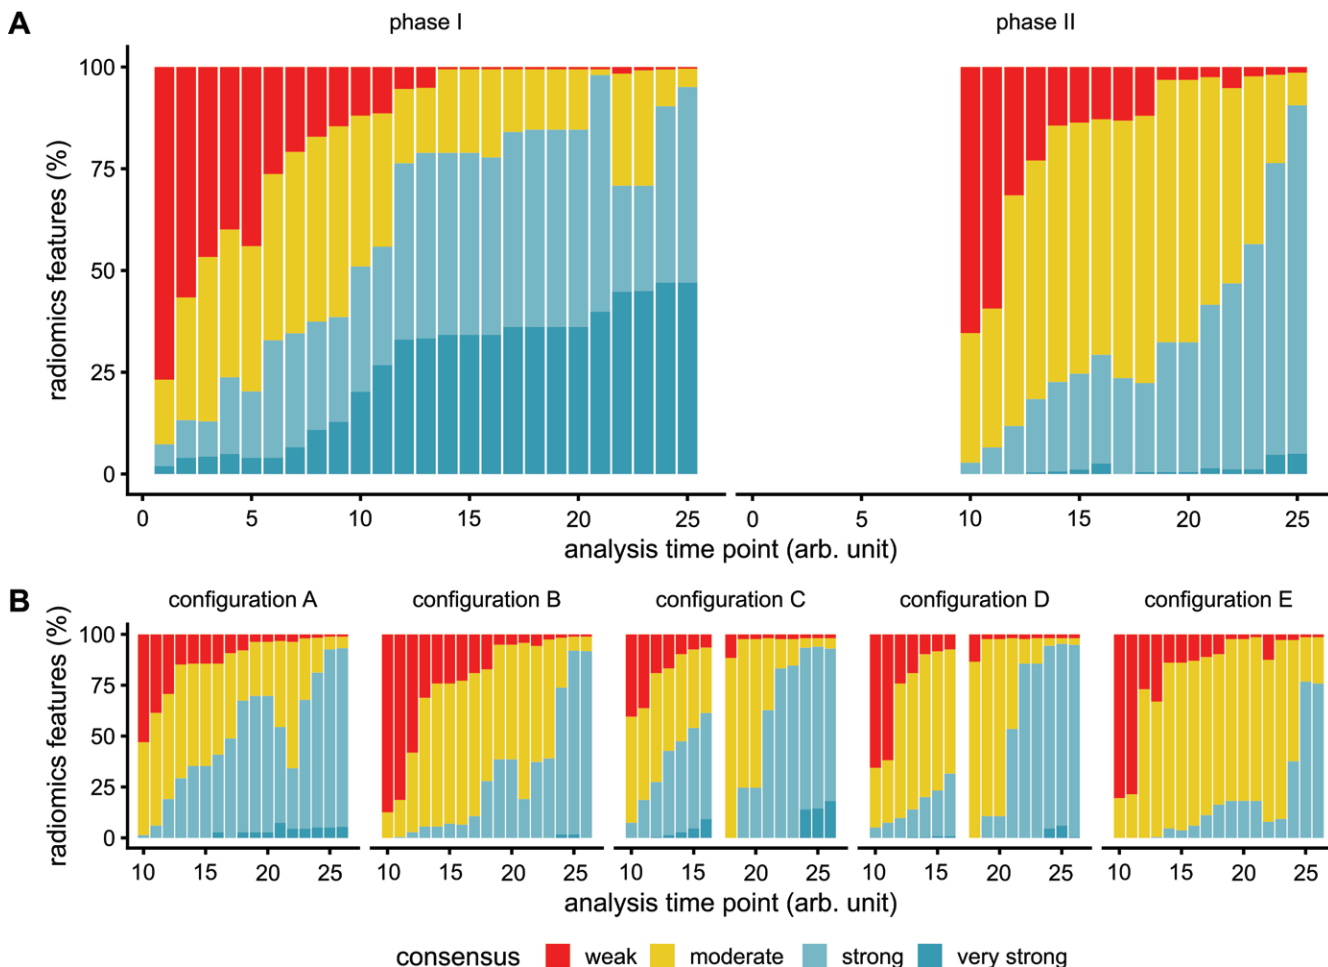 A
phase I
phase II
radiomics features (%)
100
75
50
25
0
0 5 10 15 20 25
0 5 10 15 20 25
analysis time point (arb. unit)
B
configuration A configuration B configuration C configuration D configuration E
radiomics features (%)
100
75
50
25
0
10 15 20 25 10 15 20 25 10 15 20 25 10 15 20 25 10 15 20 25
analysis time point (arb. unit)
consensus weak moderate strong very strong